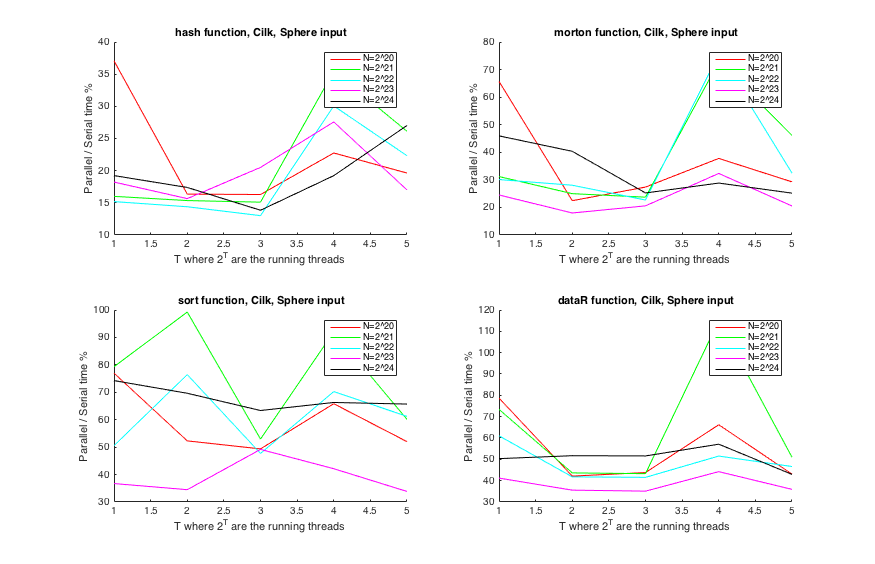 hash function, Cilk, Sphere input
Parallel / Serial time %
40
35
30
25
20
15
10
1 1.5 2 2.5 3 3.5 4 4.5 5
T where 2^T are the running threads
N=2^20
N=2^21
N=2^22
N=2^23
N=2^24
morton function, Cilk, Sphere input
Parallel / Serial time %
80
70
60
50
40
30
20
10
1 1.5 2 2.5 3 3.5 4 4.5 5
T where 2^T are the running threads
N=2^20
N=2^21
N=2^22
N=2^23
N=2^24
sort function, Cilk, Sphere input
Parallel / Serial time %
100
90
80
70
60
50
40
30
1 1.5 2 2.5 3 3.5 4 4.5 5
T where 2^T are the running threads
N=2^20
N=2^21
N=2^22
N=2^23
N=2^24
dataR function, Cilk, Sphere input
Parallel / Serial time %
120
110
100
90
80
70
60
50
40
30
1 1.5 2 2.5 3 3.5 4 4.5 5
T where 2^T are the running threads
N=2^20
N=2^21
N=2^22
N=2^23
N=2^24